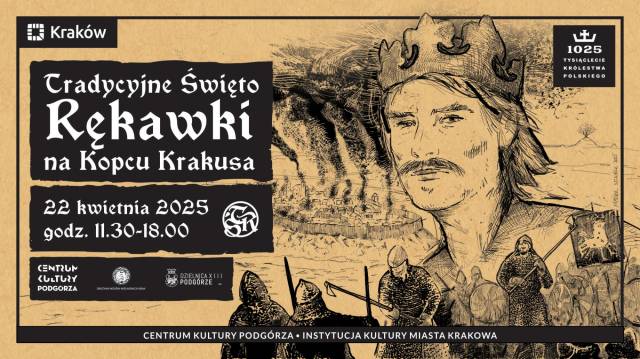 Kraków
1025
TYSIĄCLECIE
KRÓLESTWA
POLSKIEGO
Tradycyjne Święto
Rękawki
na Kopcu Krakusa
22 kwietnia 2025
godz. 11.30-18.00
CENTRUM
KULTURY
PODGÓRZA
DZIELNICA XIII
PODGÓRZE
CENTRUM KULTURY PODGÓRZA • INSTYTUCJA KULTURY MIASTA KRAKOWA